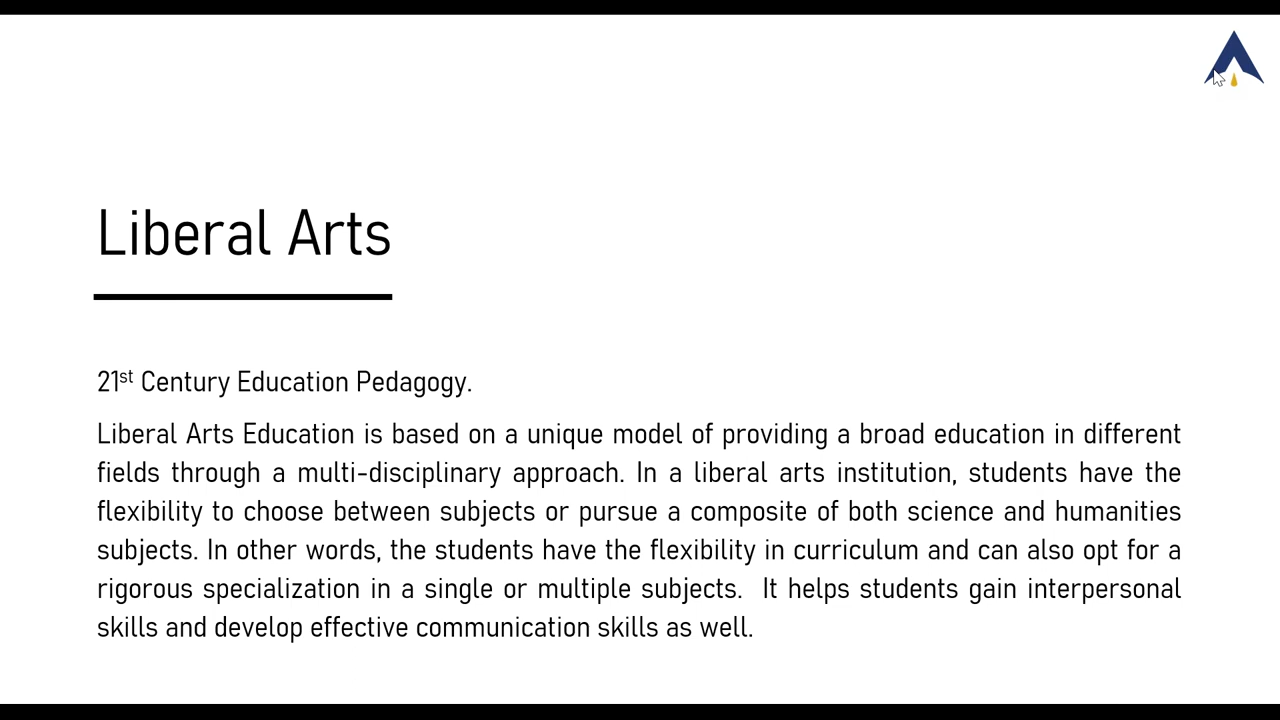 Liberal Arts
21st Century Education Pedagogy.
Liberal Arts Education is based on a unique model of providing a broad education in different
fields through a multi-disciplinary approach. In a liberal arts institution, students have the
flexibility to choose between subjects or pursue a composite of both science and humanities
subjects. In other words, the students have the flexibility in curriculum and can also opt for a
rigorous specialization in a single or multiple subjects.  It helps students gain interpersonal
skills and develop effective communication skills as well.